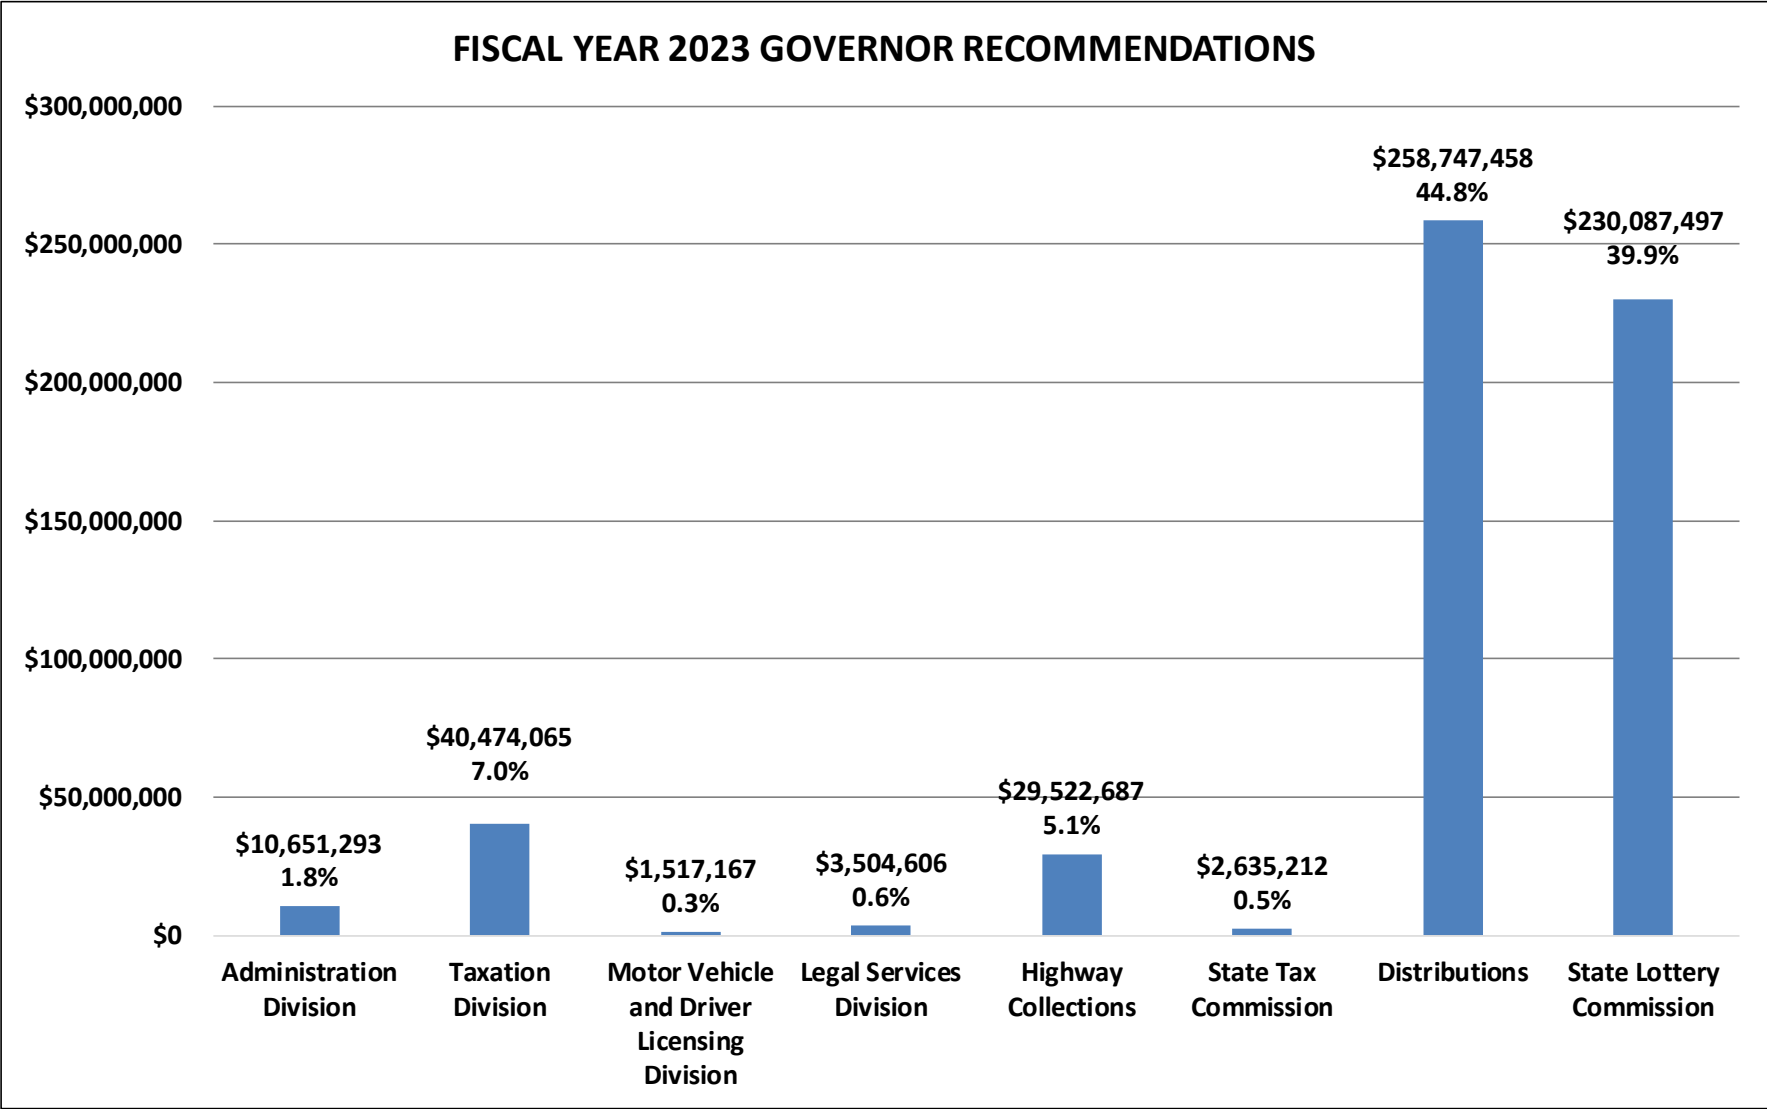 FISCAL YEAR 2023 GOVERNOR RECOMMENDATIONS
$300,000,000
$250,000,000
$200,000,000
$150,000,000
$100,000,000
$50,000,000
$0
$10,651,293
1.8%
$40,474,065
7.0%
$1,517,167
0.3%
$3,504,606
0.6%
$29,522,687
5.1%
$2,635,212
0.5%
$258,747,458
44.8%
$230,087,497
39.9%
Administration
Division
Taxation
Division
Motor Vehicle
and Driver
Licensing
Division
Legal Services
Division
Highway
Collections
State Tax
Commission
Distributions
State Lottery
Commission